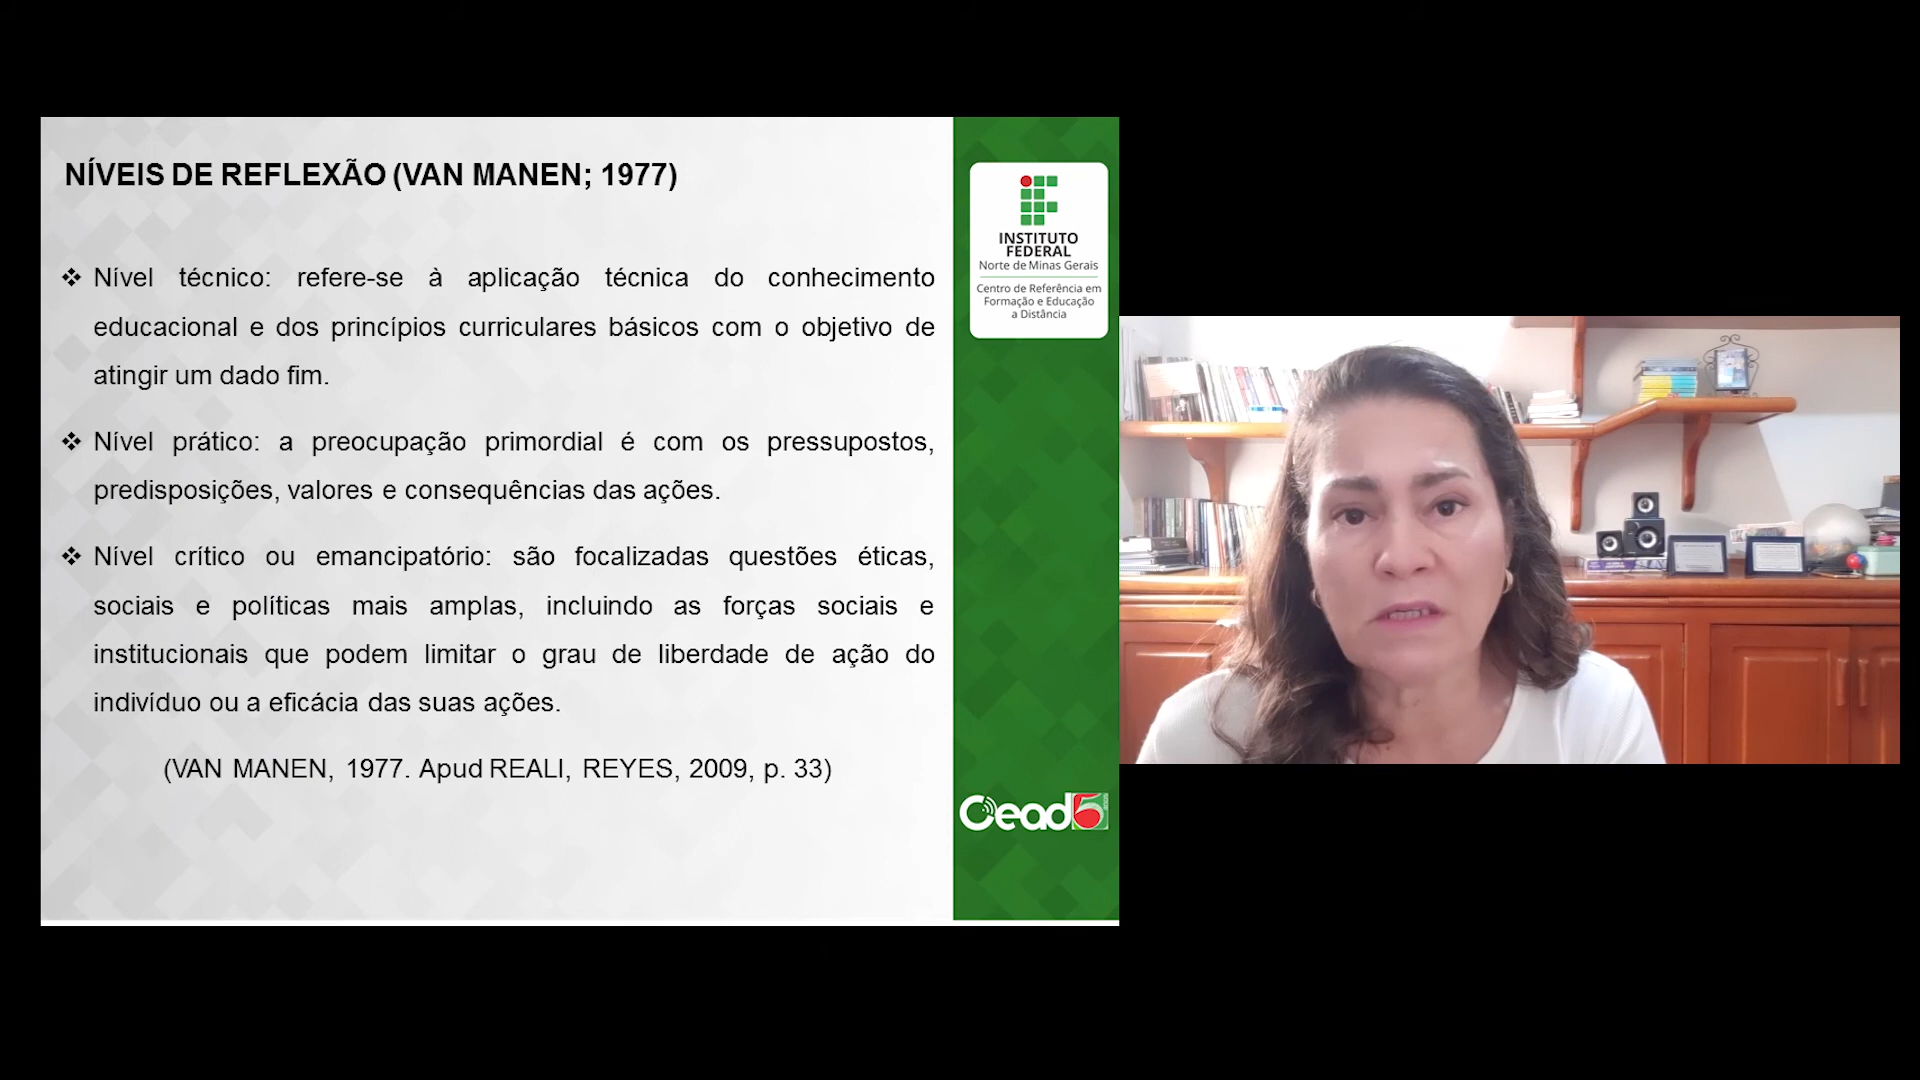 NÍVEIS DE REFLEXÃO (VAN MANEN; 1977)
❖ Nível técnico: refere-se à aplicação técnica do conhecimento
educacional e dos princípios curriculares básicos com o objetivo de
atingir um dado fim.
❖ Nível prático: a preocupação primordial é com os pressupostos,
predisposições, valores e consequências das ações.
❖ Nível crítico ou emancipatório: são focalizadas questões éticas,
sociais e políticas mais amplas, incluindo as forças sociais e
institucionais que podem limitar o grau de liberdade de ação do
indivíduo ou a eficácia das suas ações.
(VAN MANEN, 1977. Apud REALI, REYES, 2009, p. 33)
INSTITUTO
FEDERAL
Norte de Minas Gerais
Centro de Referência em
Formação e Educação
a Distância
Cead 5